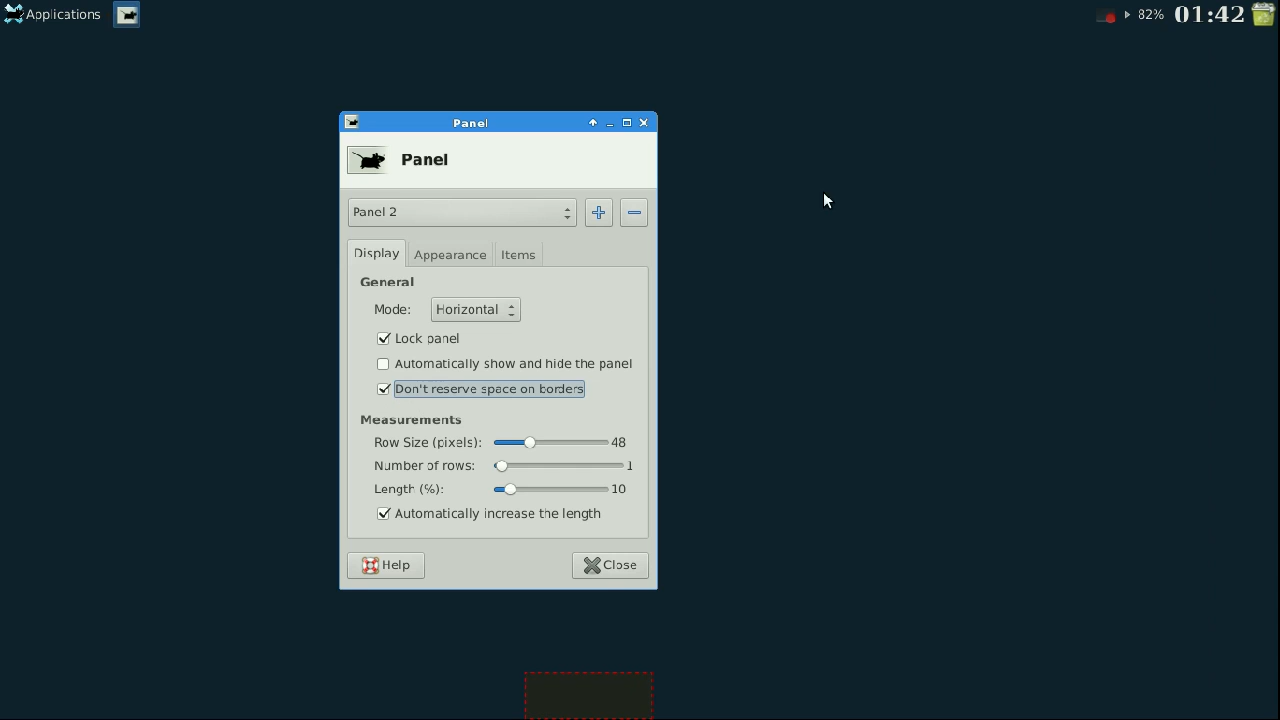 Applications
82% 01:42
Panel
Panel
Panel 2
Display Appearance Items
General
Mode: Horizontal
Lock panel
Automatically show and hide the panel
Don't reserve space on borders
Measurements
Row Size (pixels): 48
Number of rows: 1
Length (%): 10
Automatically increase the length
Help Close